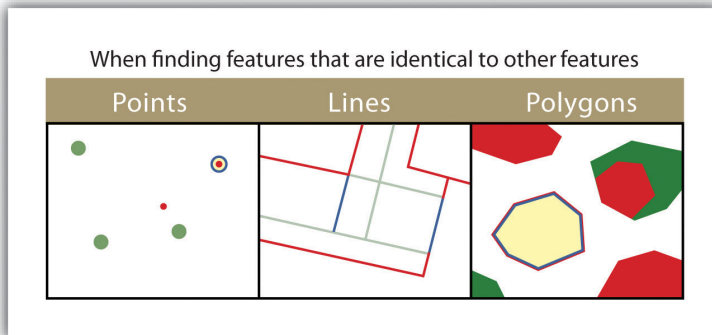 When finding features that are identical to other features
Points
Lines
Polygons